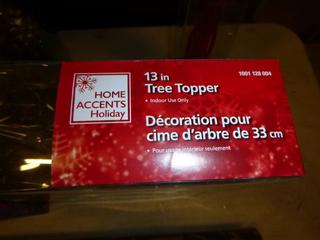 HOME
ACCENTS
Holiday
13 in
Tree Topper
• Indoor Use Only
1001 128 004
Décoration pour
cime d'arbre de 33 cm
• Pour usage intérieur seulement